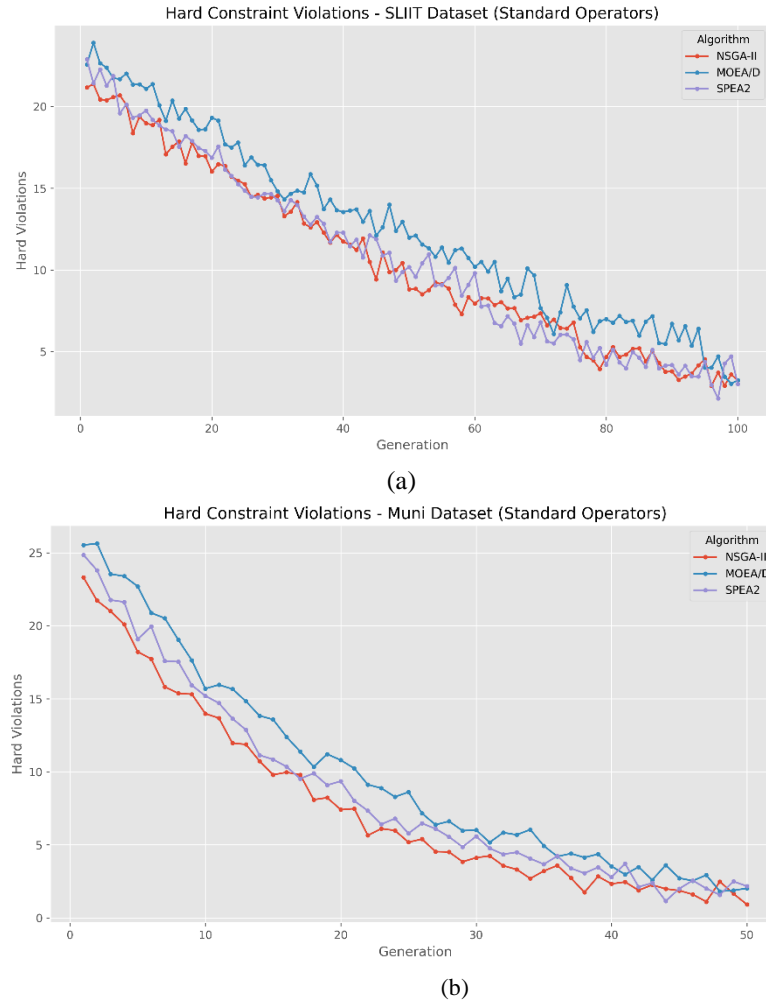 Hard Constraint Violations - SLIIT Dataset (Standard Operators)
Algorithm
NSGA-II
MOEA/D
SPEA2
20
15
10
5
Hard Violations
0 20 40 60 80 100
Generation
(a)
Hard Constraint Violations - Muni Dataset (Standard Operators)
Algorithm
NSGA-II
MOEA/D
SPEA2
25
20
15
10
5
0
Hard Violations
0 10 20 30 40 50
Generation
(b)